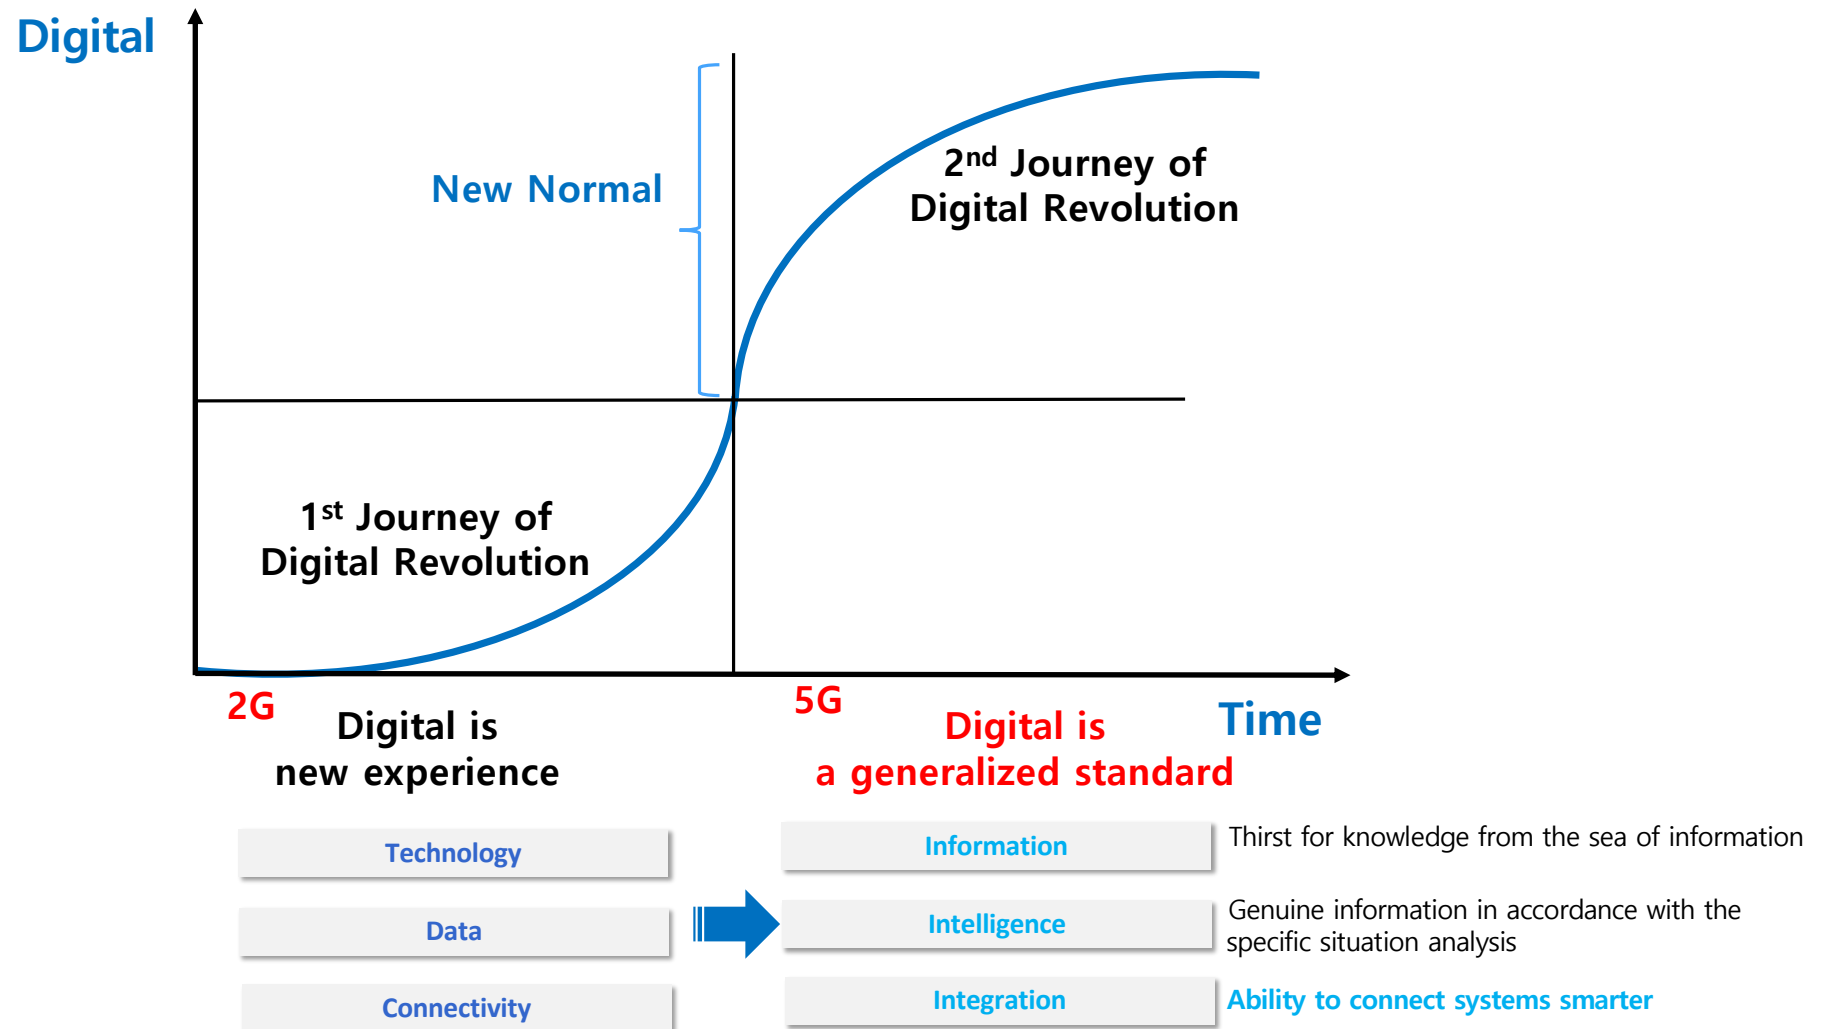 Digital
New Normal
2nd Journey of
Digital Revolution
1st Journey of
Digital Revolution
2G
5G
Time
Digital is
new experience
Digital is
a generalized standard
Technology
Data
Connectivity
Information
Thirst for knowledge from the sea of information
Intelligence
Genuine information in accordance with the
specific situation analysis
Integration
Ability to connect systems smarter